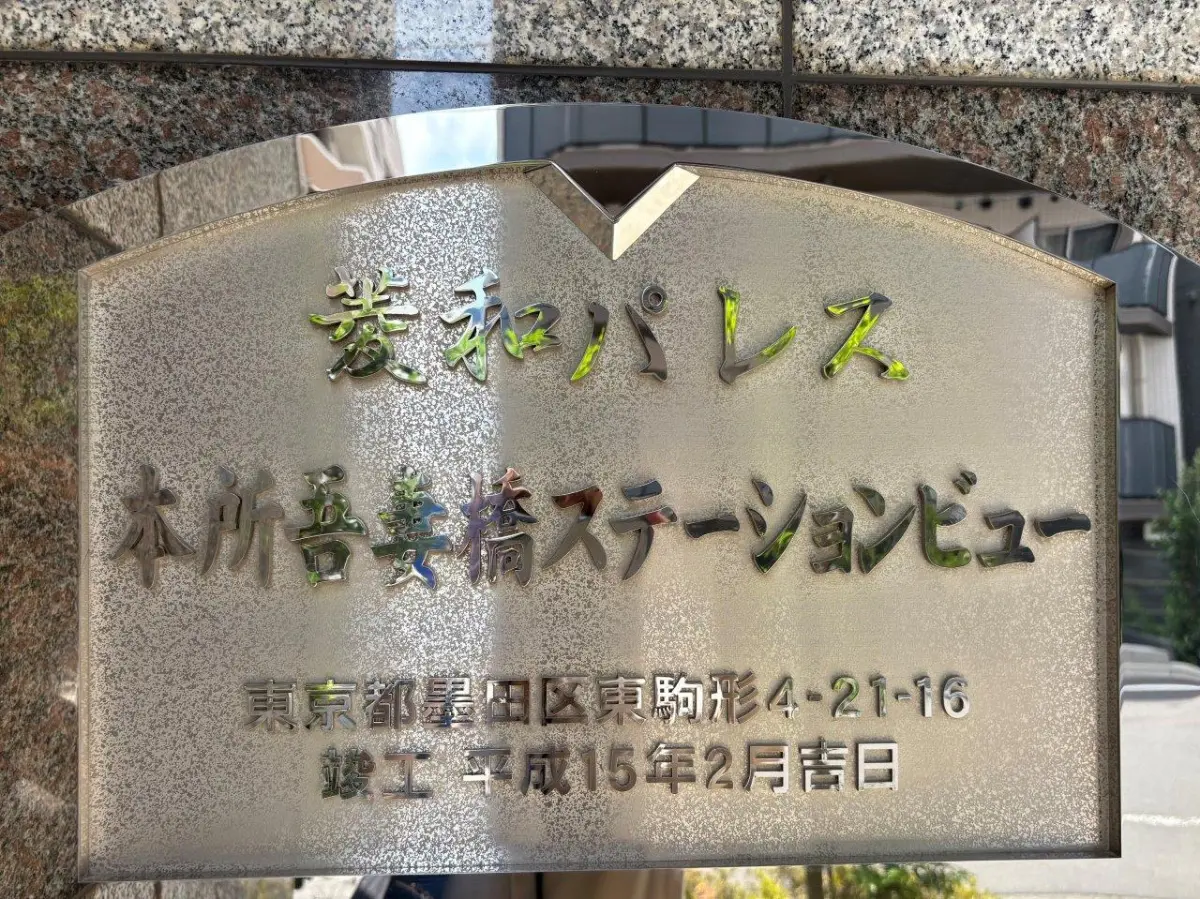 菱和パレス
本所吾妻橋ステーションビュー
東京都墨田区東駒形4-21-16
竣工 平成15年2月吉日